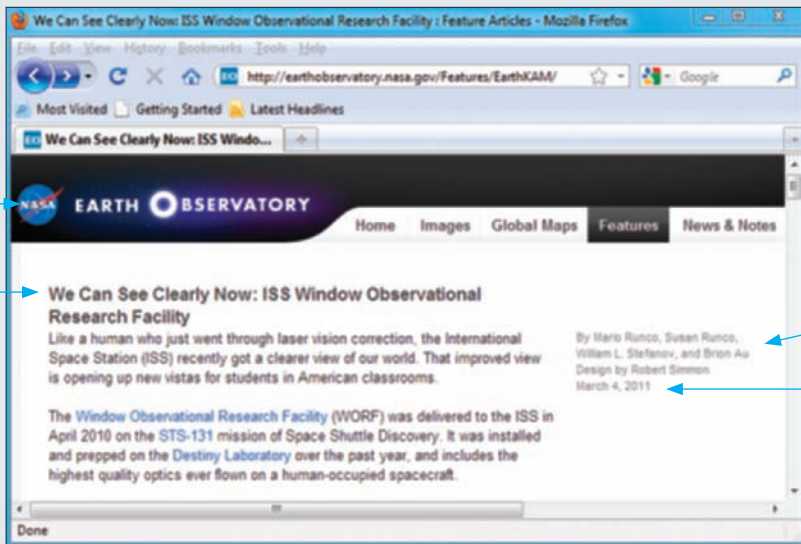 We Can See Clearly Now: ISS Window Observational Research Facility : Feature Articles - Mozilla Firefox
File Edit View History Bookmarks Tools Help
EO http://earthobservatory.nasa.gov/Features/EarthKAM/ Google
Most Visited Getting Started Latest Headlines
EO We Can See Clearly Now: ISS Windo...
NASA EARTH OBSERVATORY
Home Images Global Maps Features News & Notes
We Can See Clearly Now: ISS Window Observational
Research Facility
Like a human who just went through laser vision correction, the International
Space Station (ISS) recently got a clearer view of our world. That improved view
is opening up new vistas for students in American classrooms.
By Mario Runco, Susan Runco,
William L. Stefanov, and Brion Au
Design by Robert Simmon
March 4, 2011
The Window Observational Research Facility (WORF) was delivered to the ISS in
April 2010 on the STS-131 mission of Space Shuttle Discovery. It was installed
and prepped on the Destiny Laboratory over the past year, and includes the
highest quality optics ever flown on a human-occupied spacecraft.
Done